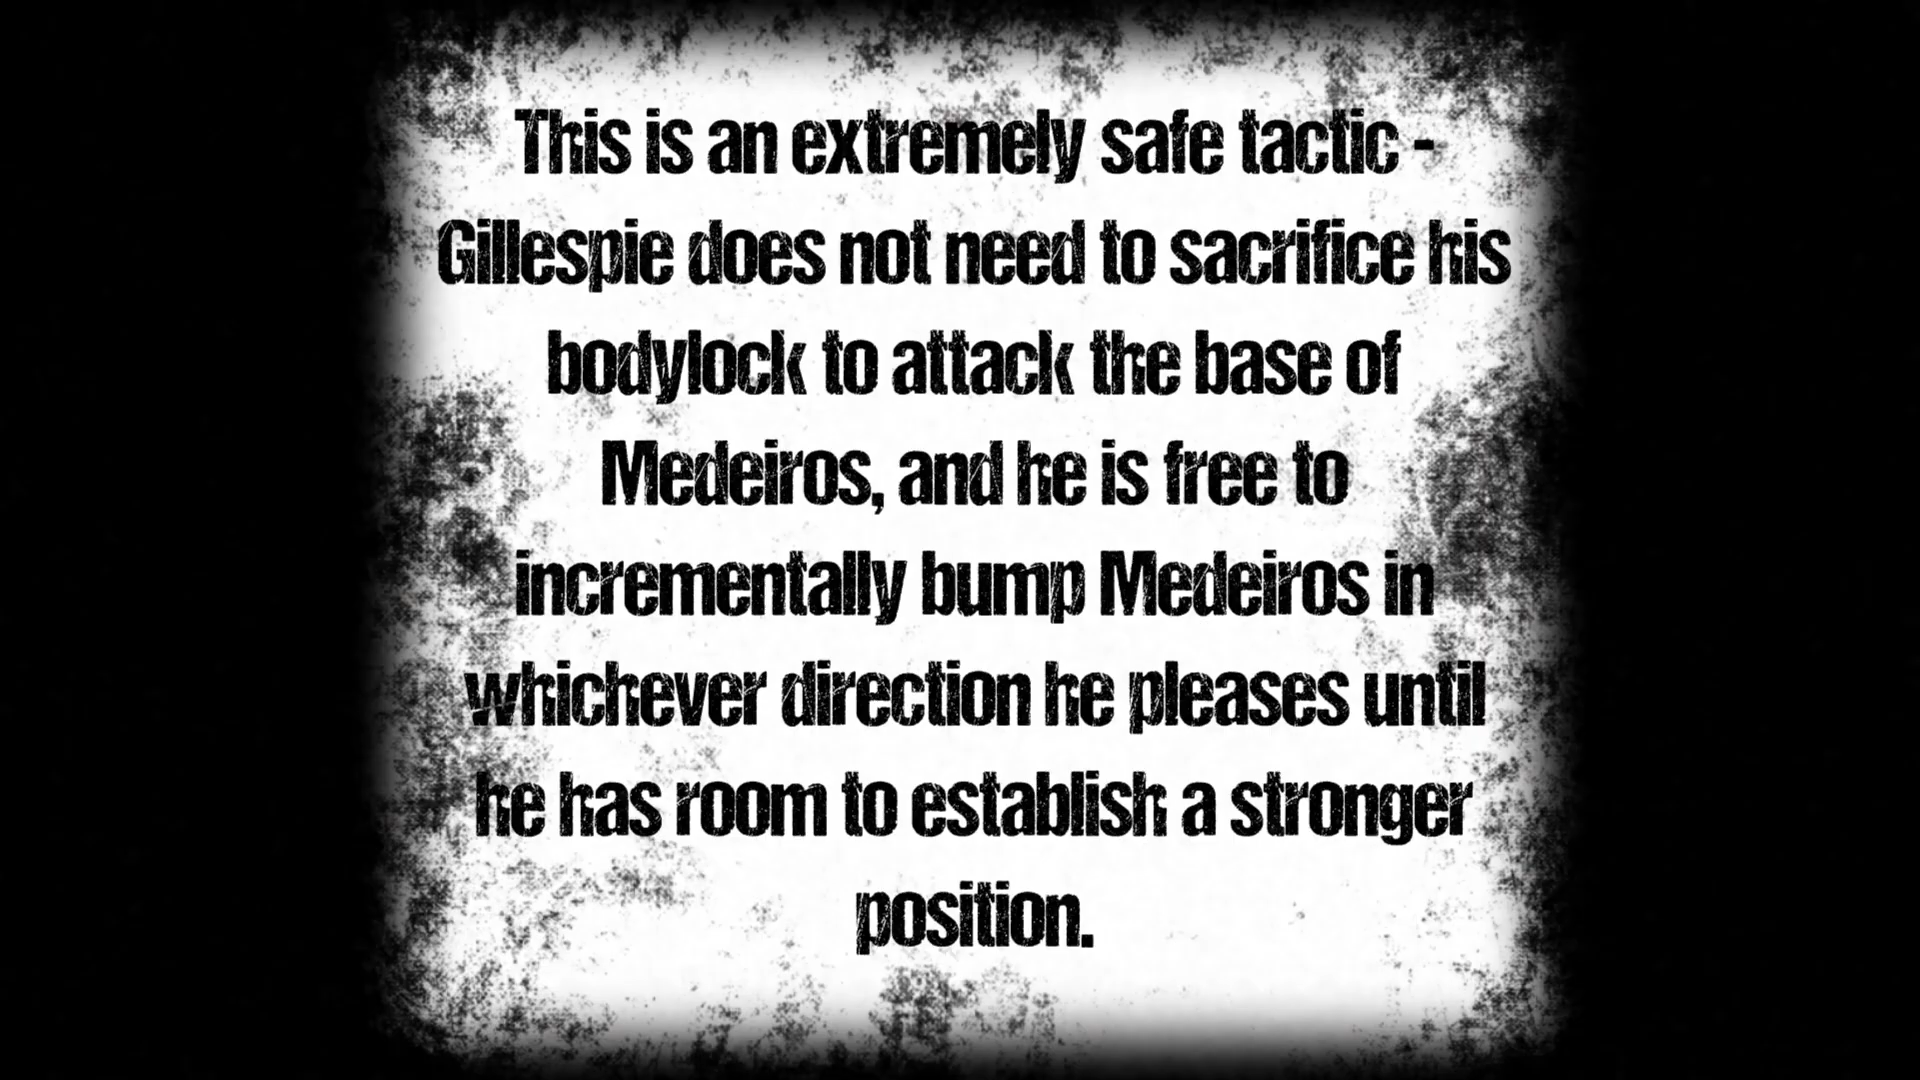 This is an extremely safe tactic -
Gillespie does not need to sacrifice his
bodylock to attack the base of
Medeiros, and he is free to
incrementally bump Medeiros in
whichever direction he pleases until
he has room to establish a stronger
position.